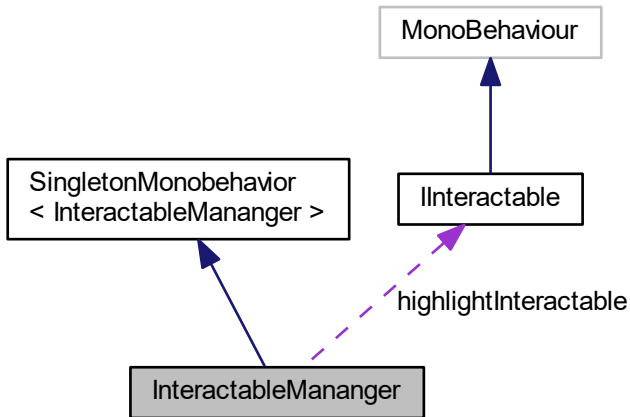 MonoBehaviour
SingletonMonobehavior
< InteractableMananger >
IInteractable
highlightInteractable
InteractableMananger